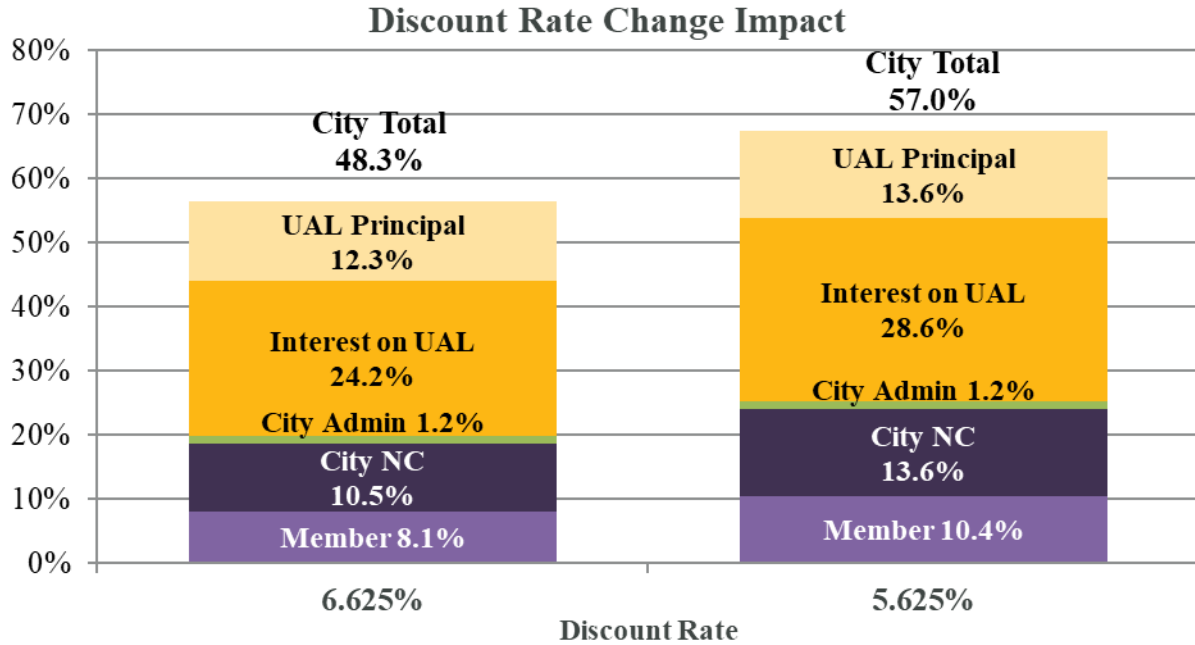 Discount Rate Change Impact
80%
70%
60%
50%
40%
30%
20%
10%
0%
City Total
48.3%
UAL Principal
12.3%
Interest on UAL
24.2%
City Admin 1.2%
City NC
10.5%
Member 8.1%
City Total
57.0%
UAL Principal
13.6%
Interest on UAL
28.6%
City Admin 1.2%
City NC
13.6%
Member 10.4%
6.625%
5.625%
Discount Rate